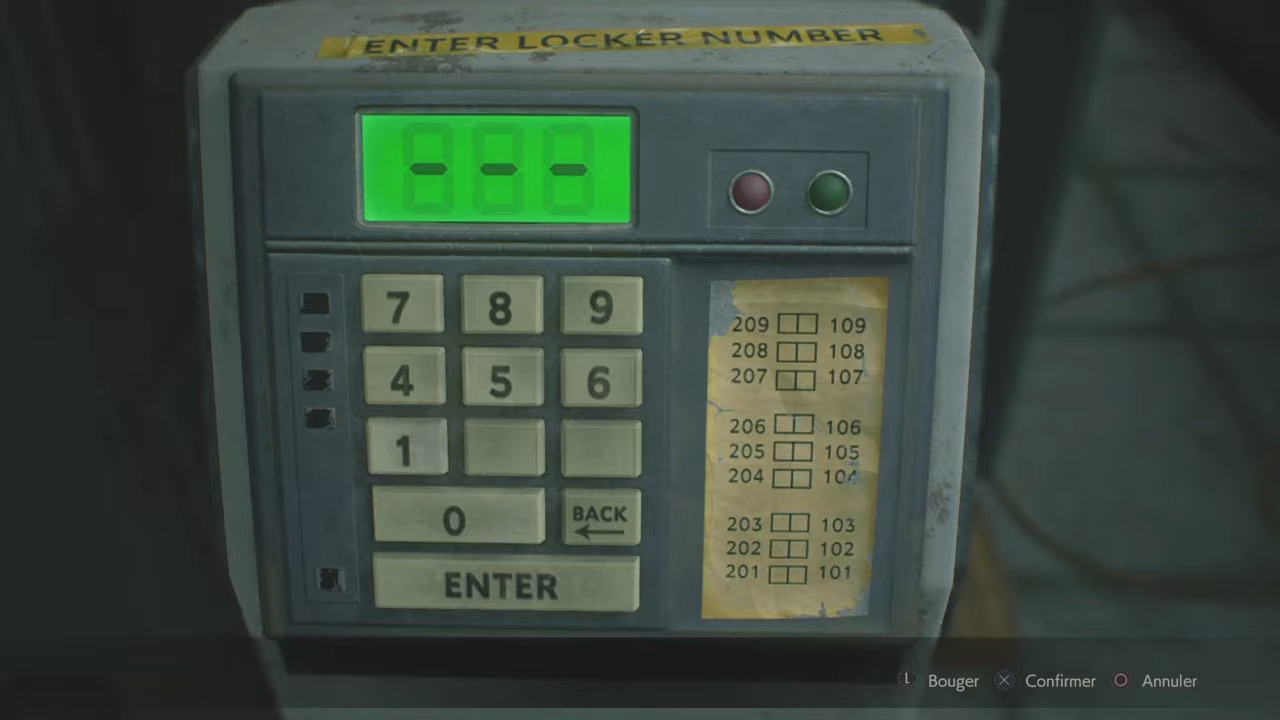 ENTER LOCKER NUMBER
- - -
7 8 9
4 5 6
1
0 BACK
ENTER
209 109
208 108
207 107
206 106
205 105
204 104
203 103
202 102
201 101
L Bouger Confirmer Annuler